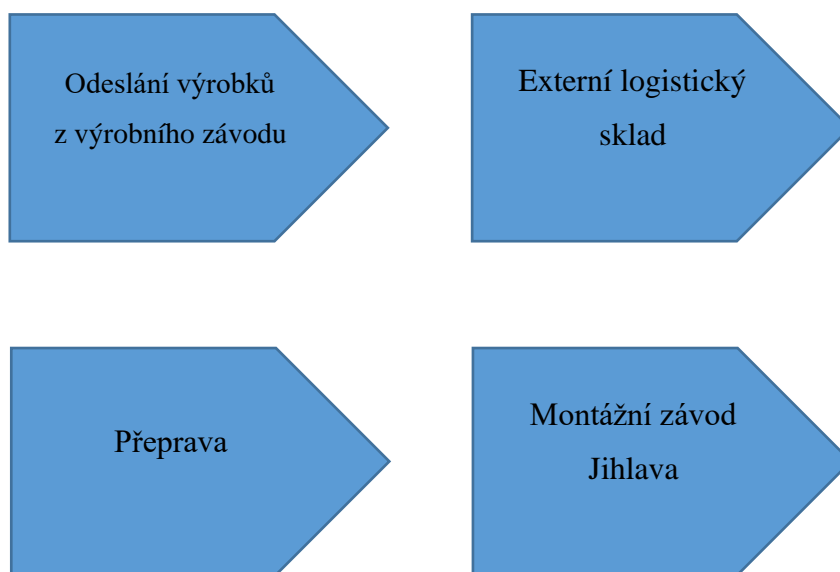 Odeslání výrobků
z výrobního závodu
Externí logistický
sklad
Přeprava
Montážní závod
Jihlava